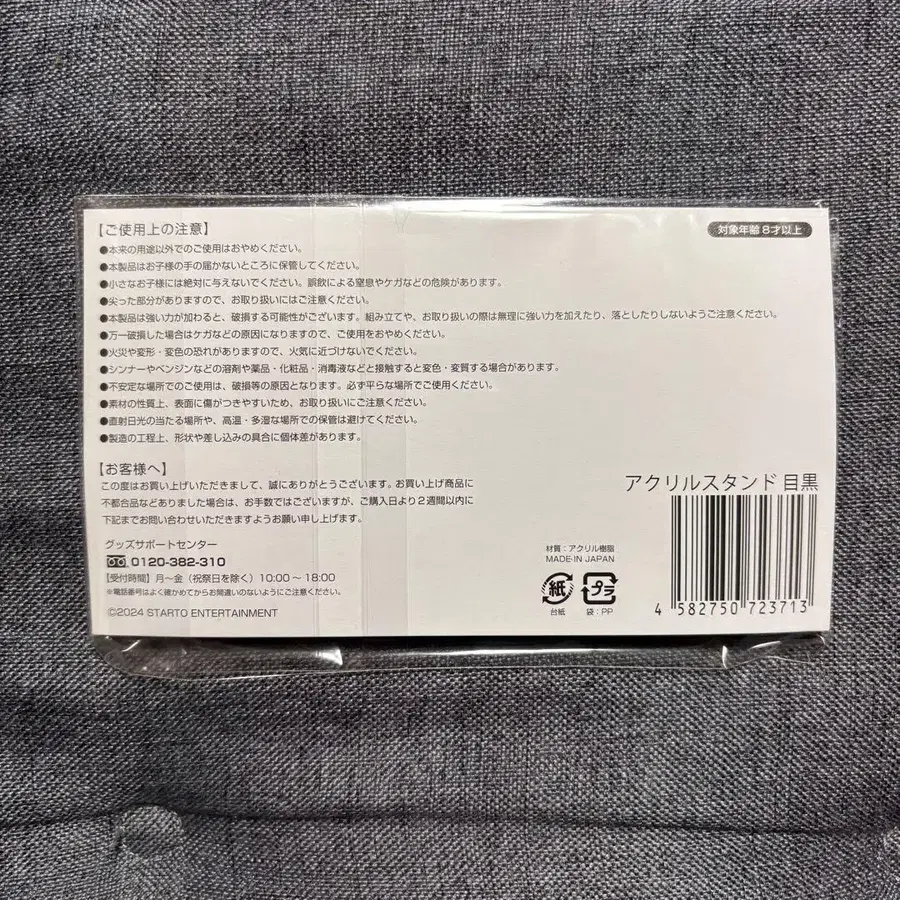 【ご使用上の注意】
対象年齢8才以上
●本来の用途以外でのご使用はおやめください。
●本製品はお子様の手の届かないところに保管してください。
●小さなお子様には絶対に与えないでください。誤飲による窒息やケガなどの危険があります。
●尖った部分がありますので、お取り扱いにはご注意ください。
●本製品は強い力が加わると、破損する可能性がございます。組み立てや、お取り扱いの際は無理に強い力を加えたり、落としたりしないようご注意ください。
●万一破損した場合はケガなどの原因になりますので、ご使用をおやめください。
●火災や変形・変色の恐れがありますので、火気に近づけないでください。
●シンナーやベンジンなどの溶剤や薬品・化粧品・消毒液などと接触すると変色・変質する場合があります。
●不安定な場所でのご使用は、破損等の原因となります。必ず平らな場所でご使用ください。
●素材の性質上、表面に傷がつきやすいため、お取り扱いにご注意ください。
●直射日光の当たる場所や、高温・多湿な場所での保管は避けてください。
●製造の工程上、形状や差し込みの具合に個体差があります。
【お客様へ】
この度はお買い上げいただきまして、誠にありがとうございます。お買い上げ商品に
不都合品などありました場合は、お手数ではございますが、ご購入日より2週間以内に
下記までお問い合わせいただきますようお願い申し上げます。
グッズサポートセンター
0120-382-310
【受付時間】月～金（祝祭日を除く）10:00～18:00
※電話番号はよく確かめてからお間違いのないようにご注意ください。
©2024 STARTO ENTERTAINMENT
アクリルスタンド 目黒
材質：アクリル樹脂
MADE IN JAPAN
紙
台紙
プラ
袋：PP
4 582750 723713